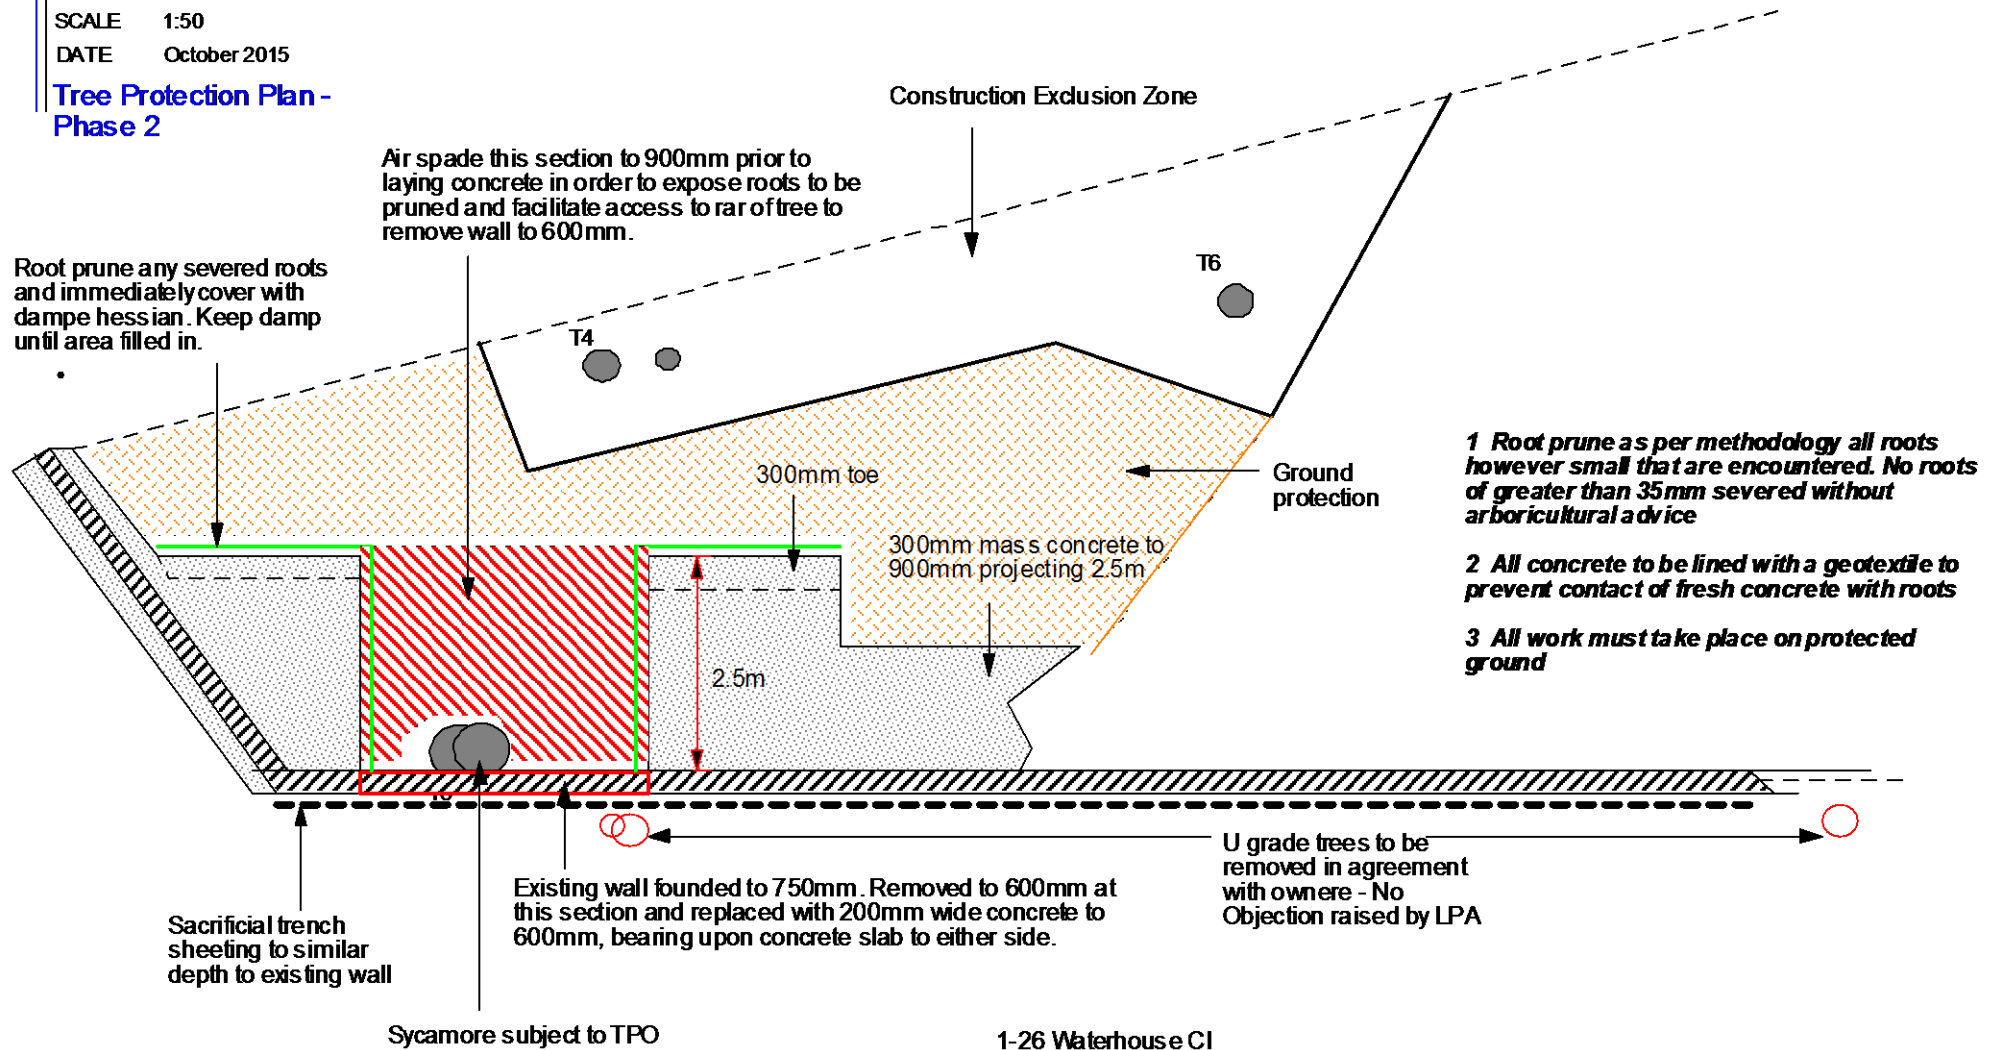 SCALE 1:50
DATE October 2015
Tree Protection Plan -
Phase 2
Construction Exclusion Zone
Air spade this section to 900mm prior to
laying concrete in order to expose roots to be
pruned and facilitate access to rar of tree to
remove wall to 600mm.
Root prune any severed roots
and immediately cover with
dampe hessian. Keep damp
until area filled in.
T6
T4
300mm toe
Ground
protection
300mm mass concrete to
900mm projecting 2.5m
1 Root prune as per methodology all roots
however small that are encountered. No roots
of greater than 35mm severed without
arboricultural advice
2 All concrete to be lined with a geotextile to
prevent contact of fresh concrete with roots
3 All work must take place on protected
ground
2.5m
U grade trees to be
removed in agreement
with ownere - No
Objection raised by LPA
Existing wall founded to 750mm. Removed to 600mm at
this section and replaced with 200mm wide concrete to
600mm, bearing upon concrete slab to either side.
Sacrificial trench
sheeting to similar
depth to existing wall
Sycamore subject to TPO
1-26 Waterhouse Cl